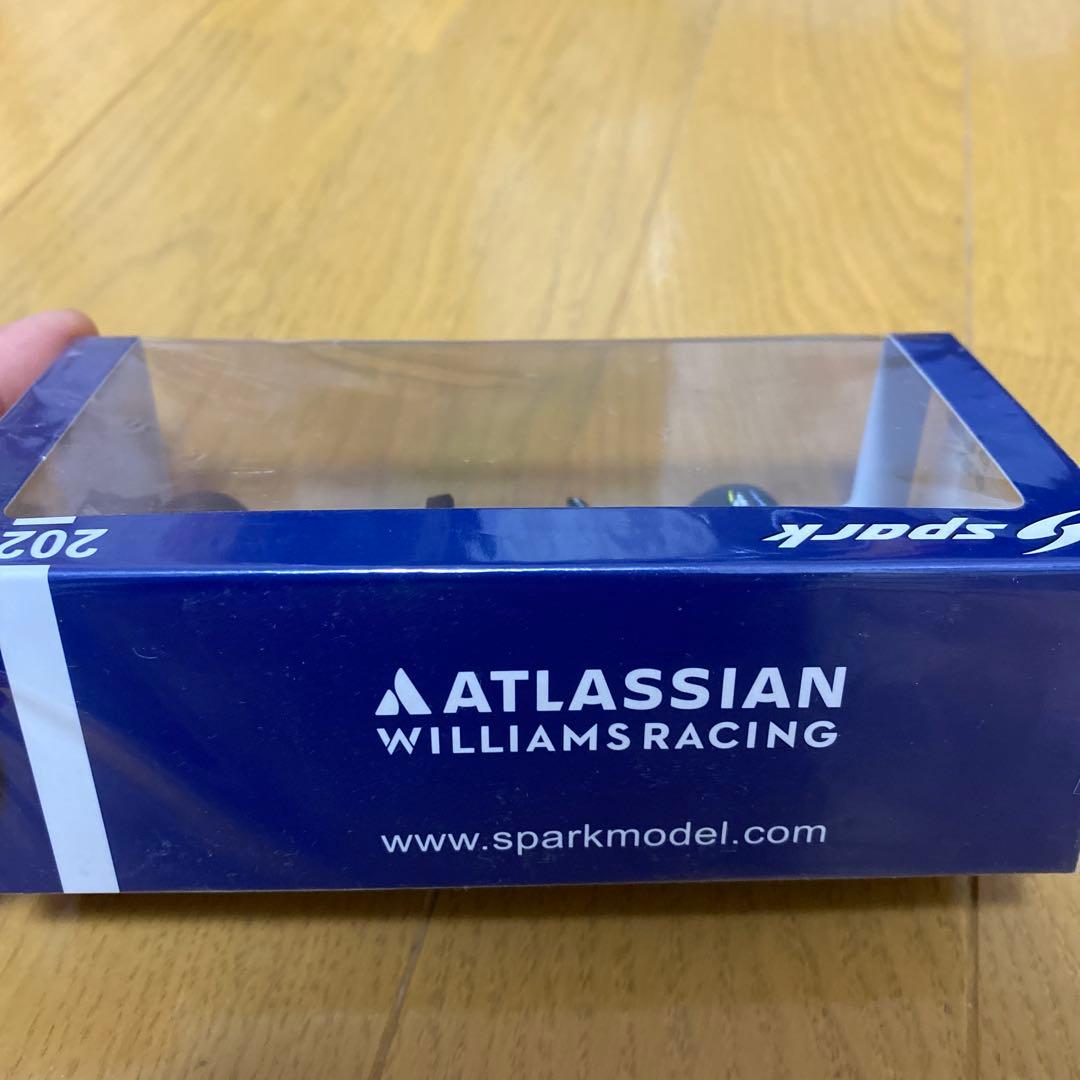 202
spark
ATLASSIAN
WILLIAMS RACING
www.sparkmodel.com